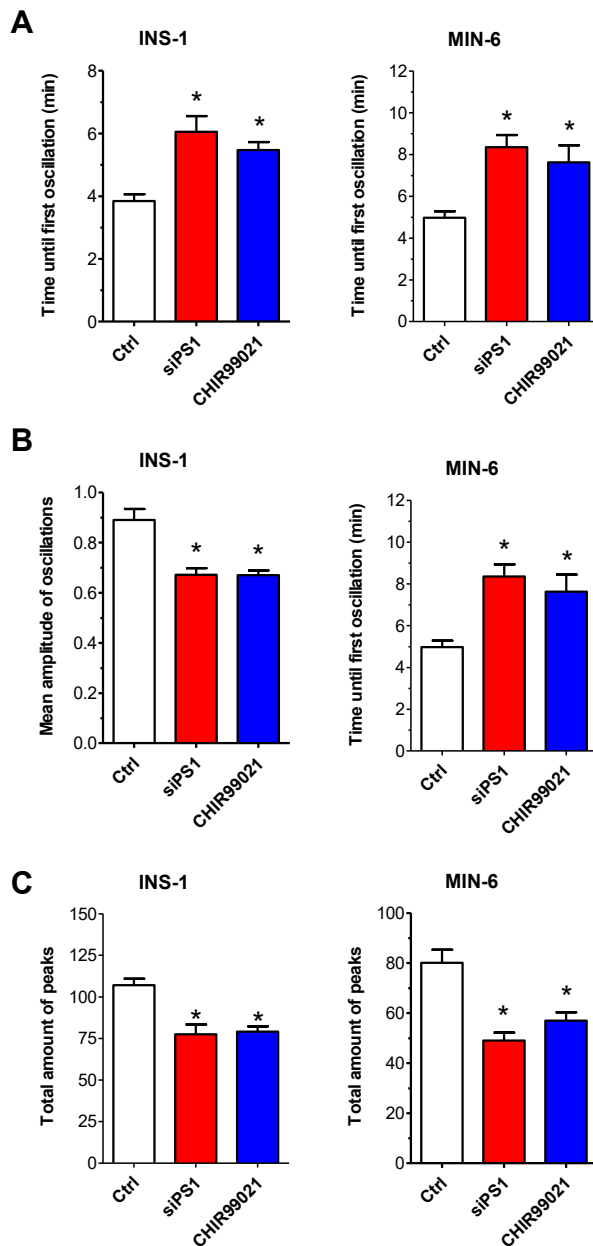 A
INS-1
MIN-6
Time until first oscillation (min)
8
6
4
2
0
* *
Ctrl
siPS1
CHIR99021
Time until first oscillation (min)
12
10
8
6
4
2
0
* *
Ctrl
siPS1
CHIR99021
B
INS-1
MIN-6
Mean amplitude of oscillations
1.0
0.8
0.6
0.4
0.2
0.0
* *
Ctrl
siPS1
CHIR99021
Time until first oscillation (min)
12
10
8
6
4
2
0
* *
Ctrl
siPS1
CHIR99021
C
INS-1
MIN-6
Total amount of peaks
150
125
100
75
50
25
0
* *
Ctrl
siPS1
CHIR99021
Total amount of peaks
100
80
60
40
20
0
* *
Ctrl
siPS1
CHIR99021